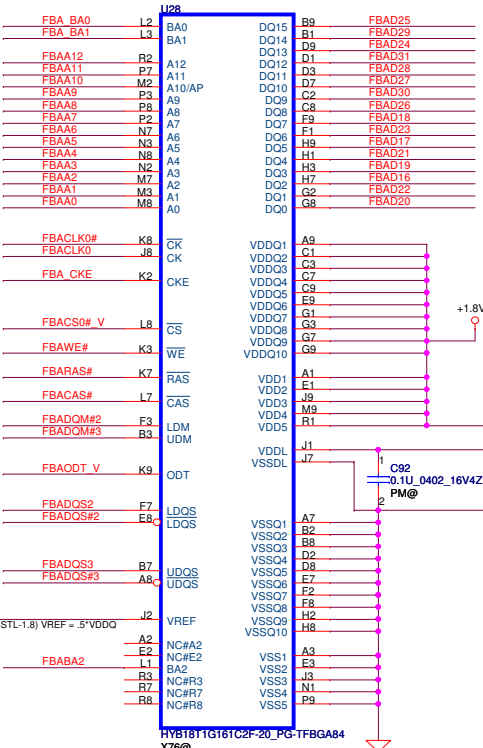 U28
FBA_BA0 L2 BA0 DQ15 B9 FBAD25
FBA_BA1 L3 BA1 DQ14 B1 FBAD29
DQ13 D9 FBAD24
FBAA12 R2 A12 DQ12 D1 FBAD31
FBAA11 P7 A11 DQ11 D3 FBAD28
FBAA10 M2 A10/AP DQ10 D7 FBAD27
FBAA9 P3 A9 DQ9 C2 FBAD30
FBAA8 P8 A8 DQ8 C8 FBAD26
FBAA7 P2 A7 DQ7 F9 FBAD18
FBAA6 N7 A6 DQ6 F1 FBAD23
FBAA5 N3 A5 DQ5 H9 FBAD17
FBAA4 N8 A4 DQ4 H1 FBAD21
FBAA3 N2 A3 DQ3 H3 FBAD19
FBAA2 M7 A2 DQ2 H7 FBAD16
FBAA1 M3 A1 DQ1 G2 FBAD22
FBAA0 M8 A0 DQ0 G8 FBAD20
FBACLK0# K8 CK VDDQ1 A9
FBACLK0 J8 CK VDDQ2 C1
VDDQ3 C3
FBA_CKE K2 CKE VDDQ4 C7
VDDQ5 C9
VDDQ6 E9
VDDQ7 G1
+1.8V
FBACS0#_V L8 CS VDDQ8 G3
VDDQ9 G7
FBAWE# K3 WE VDDQ10 G9
FBARAS# K7 RAS VDD1 A1
VDD2 E1
FBACAS# L7 CAS VDD3 J9
VDD4 M9
FBADQM#2 F3 LDM VDD5 R1
FBADQM#3 B3 UDM
VDDL J1
VSSDL J7
FBAODT_V K9 ODT
1 C92
0.1U_0402_16V4Z
2 PM@
FBADQS2 F7 LDQS VSSQ1 A7
FBADQS#2 E8 LDQS VSSQ2 B2
VSSQ3 B8
VSSQ4 D2
FBADQS3 B7 UDQS VSSQ5 D8
FBADQS#3 A8 UDQS VSSQ6 E7
VSSQ7 F2
VSSQ8 F8
J2 VREF VSSQ9 H2
STL-1.8) VREF = .5*VDDQ VSSQ10 H8
A2 NC#A2
E2 NC#E2 VSS1 A3
FBABA2 L1 BA2 VSS2 E3
R3 NC#R3 VSS3 J3
R7 NC#R7 VSS4 N1
R8 NC#R8 VSS5 P9
HYB18T1G161C2F-20_PG-TFBGA84
X76@